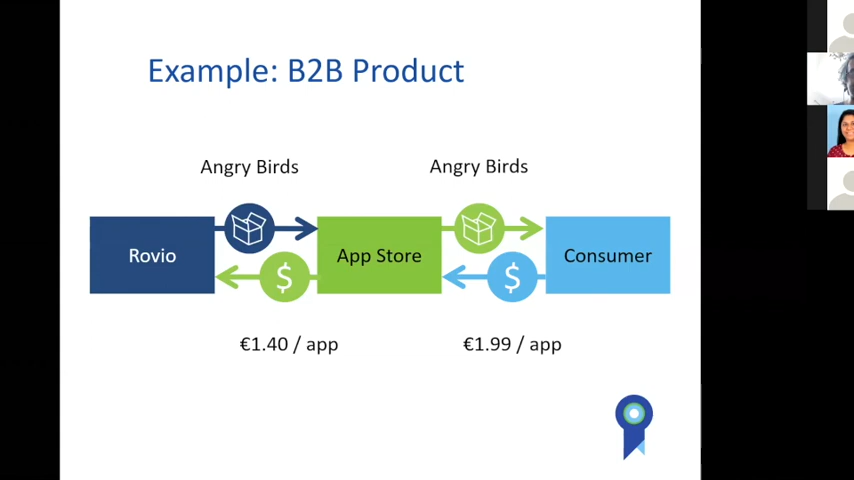 Example: B2B Product
Angry Birds
Angry Birds
Rovio
App Store
Consumer
$
$
€1.40 / app
€1.99 / app